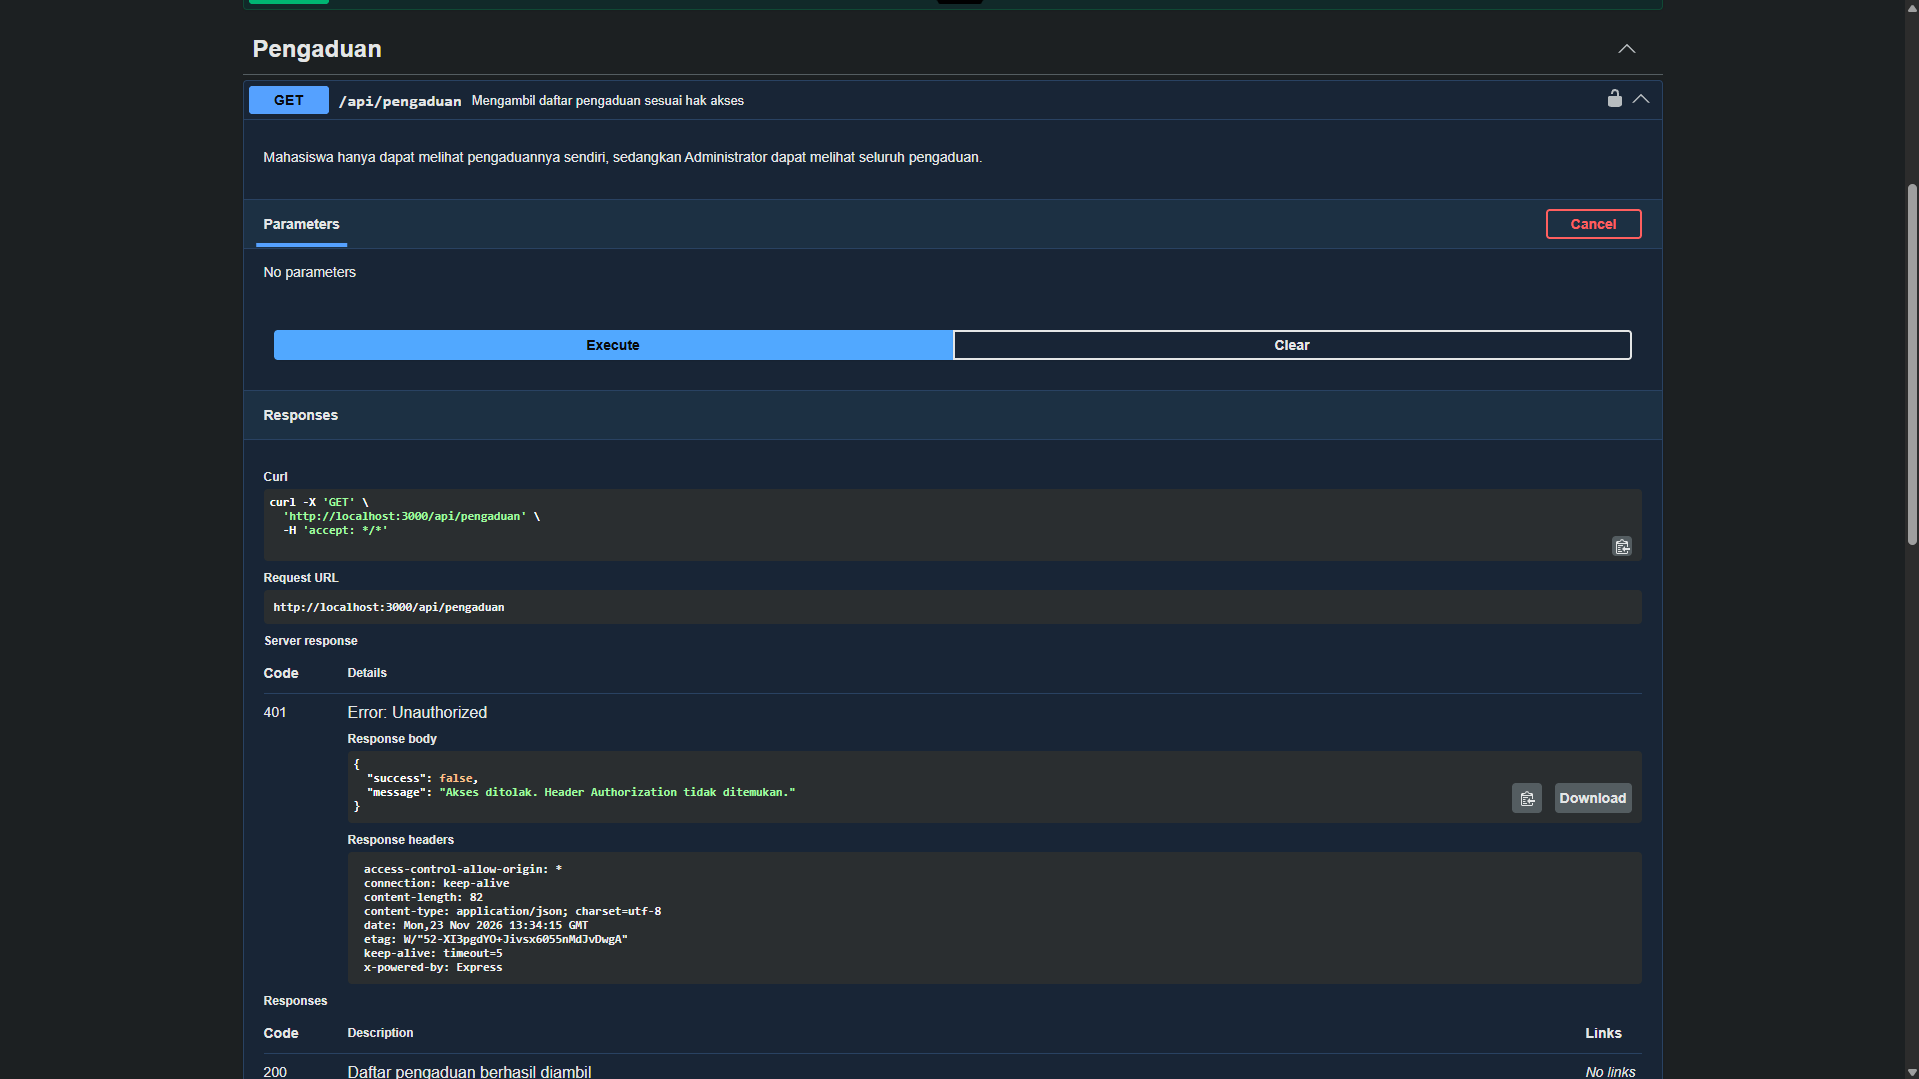 Pengaduan
GET /api/pengaduan Mengambil daftar pengaduan sesuai hak akses
Mahasiswa hanya dapat melihat pengaduannya sendiri, sedangkan Administrator dapat melihat seluruh pengaduan.
Parameters Cancel
No parameters
Execute Clear
Responses
Curl
curl -X 'GET' \
  'http://localhost:3000/api/pengaduan' \
  -H 'accept: */*'
Request URL
http://localhost:3000/api/pengaduan
Server response
Code Details
401 Error: Unauthorized
Response body
{
  "success": false,
  "message": "Akses ditolak. Header Authorization tidak ditemukan."
}
Download
Response headers
access-control-allow-origin: *
connection: keep-alive
content-length: 82
content-type: application/json; charset=utf-8
date: Mon,23 Nov 2026 13:34:15 GMT
etag: W/"52-XI3pgdYO+Jivsx6055nMdJvDwgA"
keep-alive: timeout=5
x-powered-by: Express
Responses
Code Description Links
200 Daftar pengaduan berhasil diambil No links